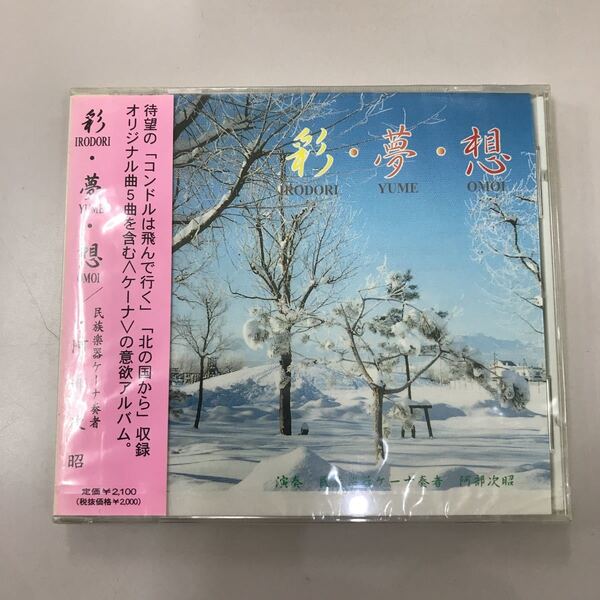 彩・夢・想
IRODORI YUME OMOI
待望の「コンドルは飛んで行く」「北の国から」収録
オリジナル曲5曲を含む<ケーナ>の意欲アルバム。
彩・夢・想
IRODORI YUME OMOI
民族楽器ケーナ奏者
昭
定価¥2,100
(税抜価格¥2,000)
演奏 民 ケーナ奏者 阿部次昭